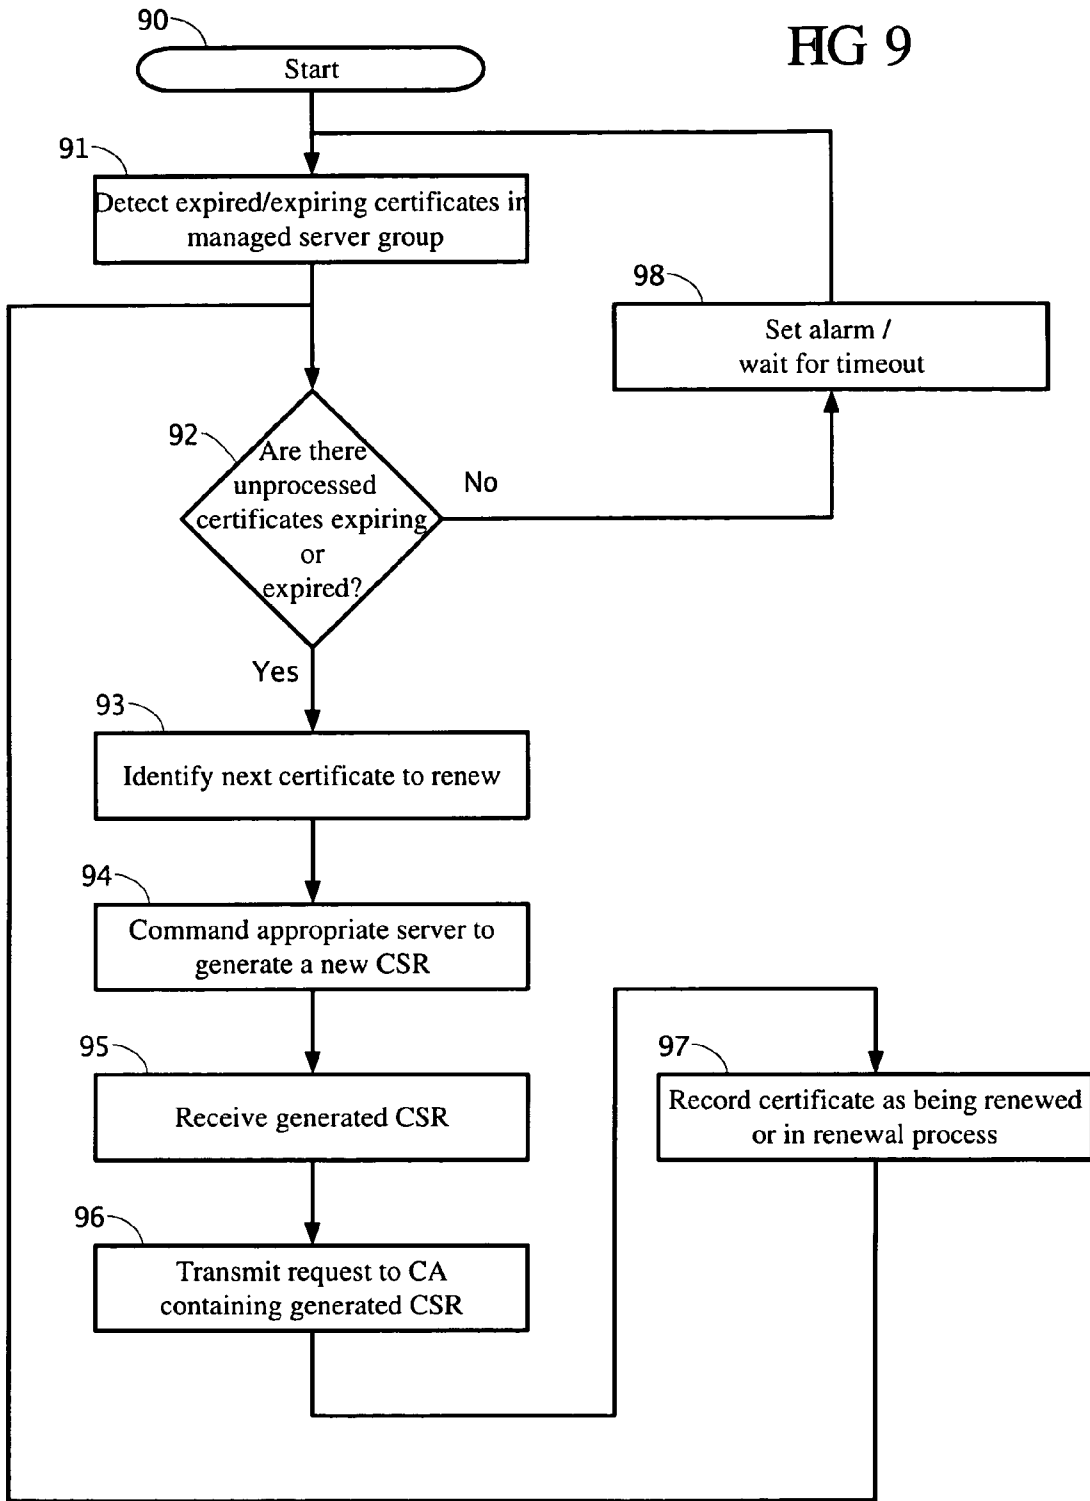 FIG 9
90
Start
91
Detect expired/expiring certificates in
managed server group
98
Set alarm /
wait for timeout
92
Are there
unprocessed
certificates expiring
or
expired?
No
Yes
93
Identify next certificate to renew
94
Command appropriate server to
generate a new CSR
95
Receive generated CSR
97
Record certificate as being renewed
or in renewal process
96
Transmit request to CA
containing generated CSR